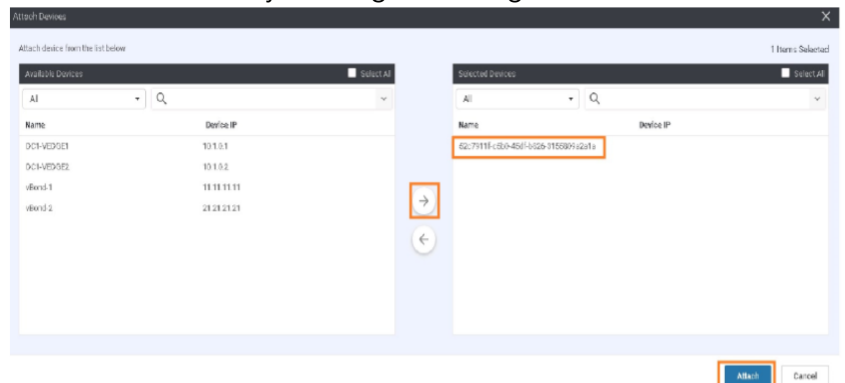 Attach Devices X
Attach device from the list below
1 Items Selected
Available Devices Select All
All
Name Device IP
DC1-VEDGE1 10.1.0.1
DC1-VEDGE2 10.1.0.2
vBond-1 11.11.11.11
vBond-2 21.21.21.21
Selected Devices Select All
All
Name Device IP
Attach Cancel